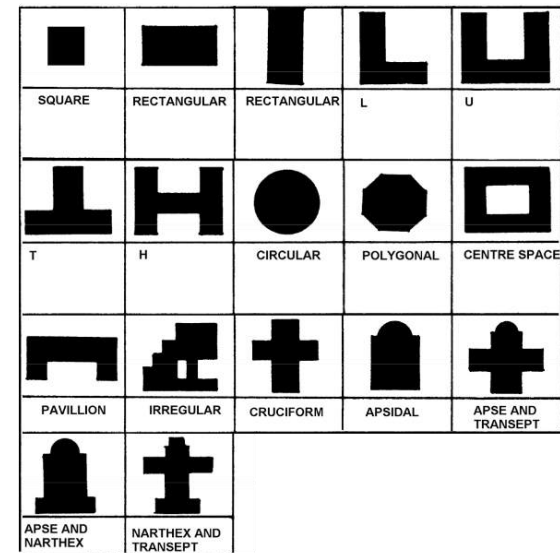 SQUARE
RECTANGULAR
RECTANGULAR
L
U
T
H
CIRCULAR
POLYGONAL
CENTRE SPACE
PAVILLION
IRREGULAR
CRUCIFORM
APSIDAL
APSE AND
TRANSEPT
APSE AND
NARTHEX
NARTHEX AND
TRANSEPT